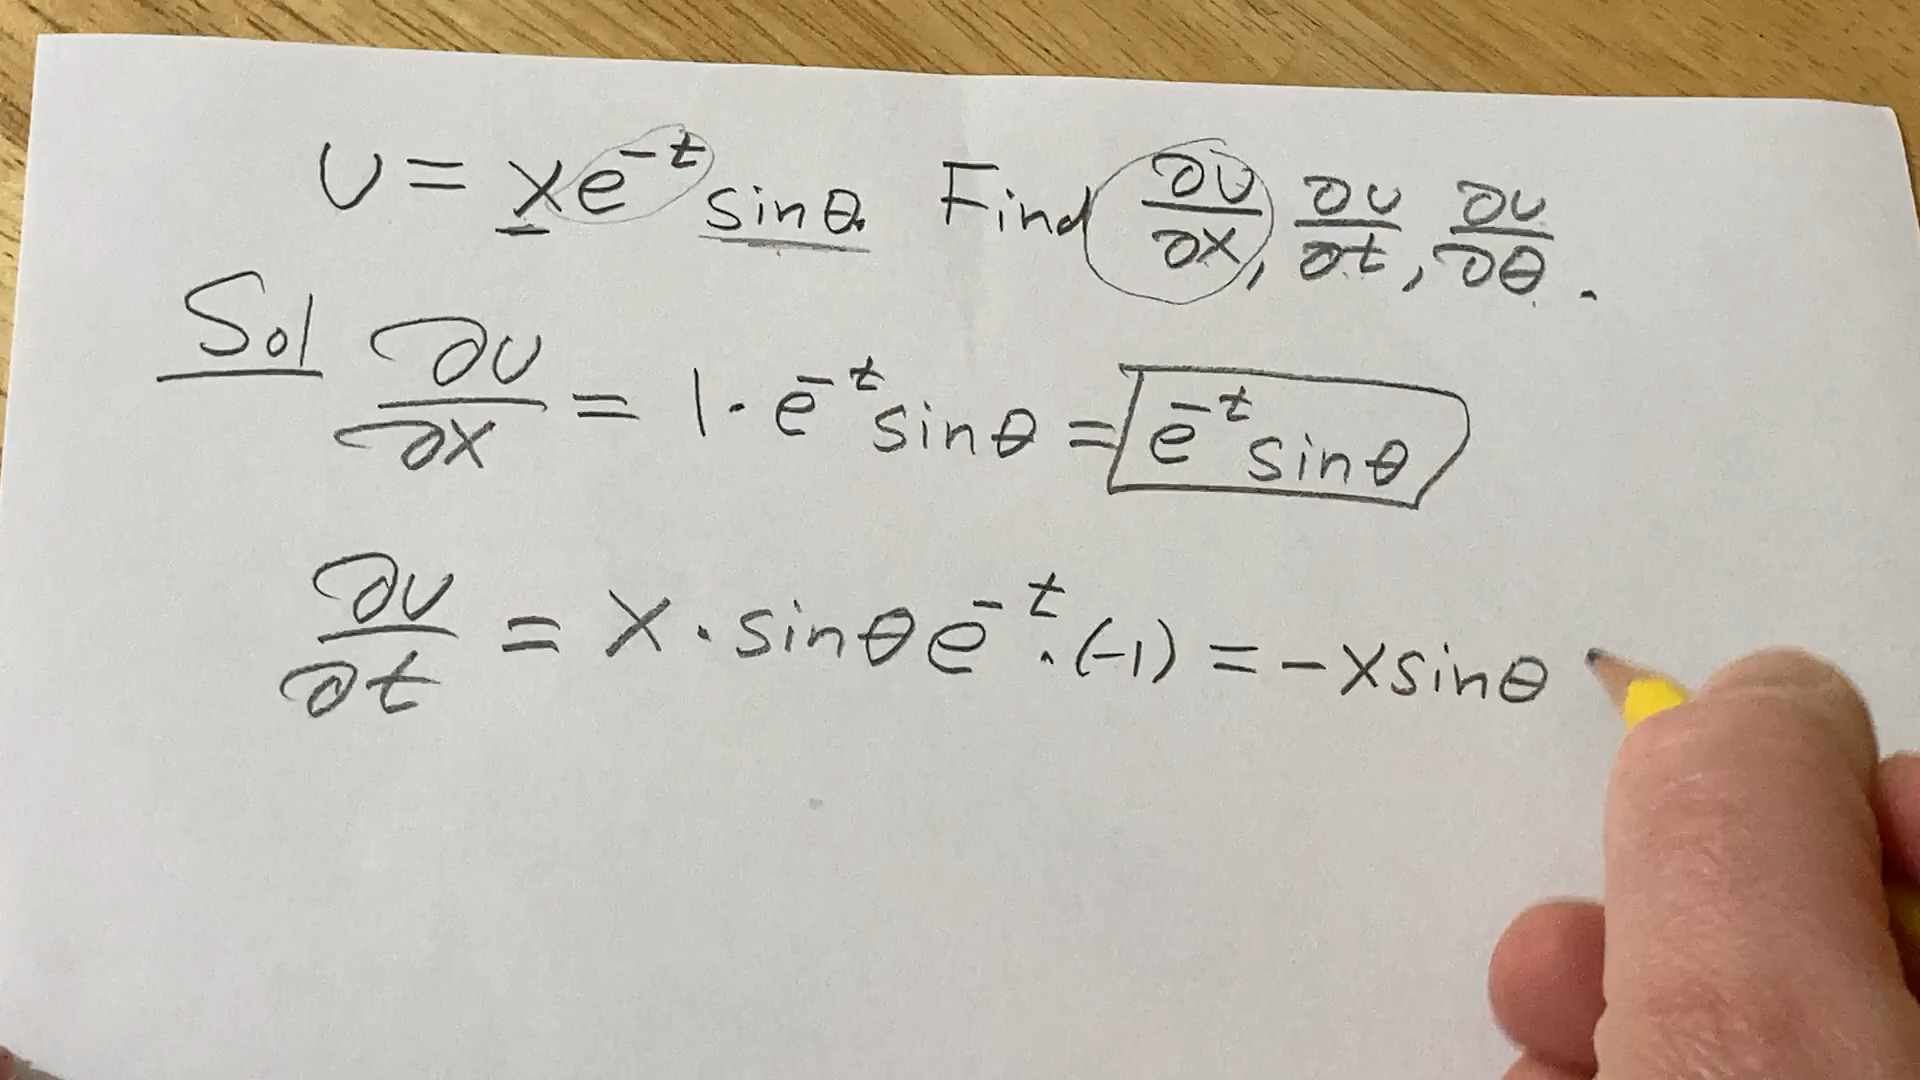 U = xe^{-t} sinθ. Find ∂U/∂x, ∂U/∂t, ∂U/∂θ.
Sol ∂U/∂x = 1 · e^{-t} sinθ = e^{-t} sinθ
∂U/∂t = x · sinθ e^{-t} · (-1) = -x sinθ